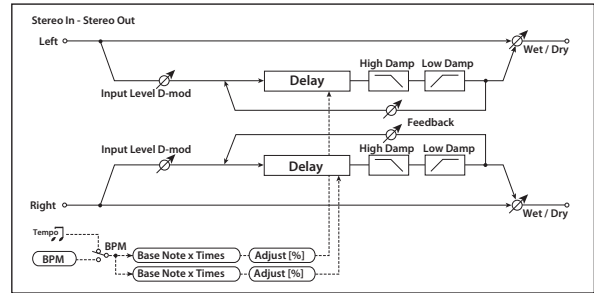 Stereo In - Stereo Out
Left
Wet / Dry
High Damp
Low Damp
Delay
Input Level D-mod
Feedback
Input Level D-mod
High Damp
Low Damp
Delay
Right
Wet / Dry
Tempo
BPM
BPM
Base Note x Times
Adjust [%]
Base Note x Times
Adjust [%]